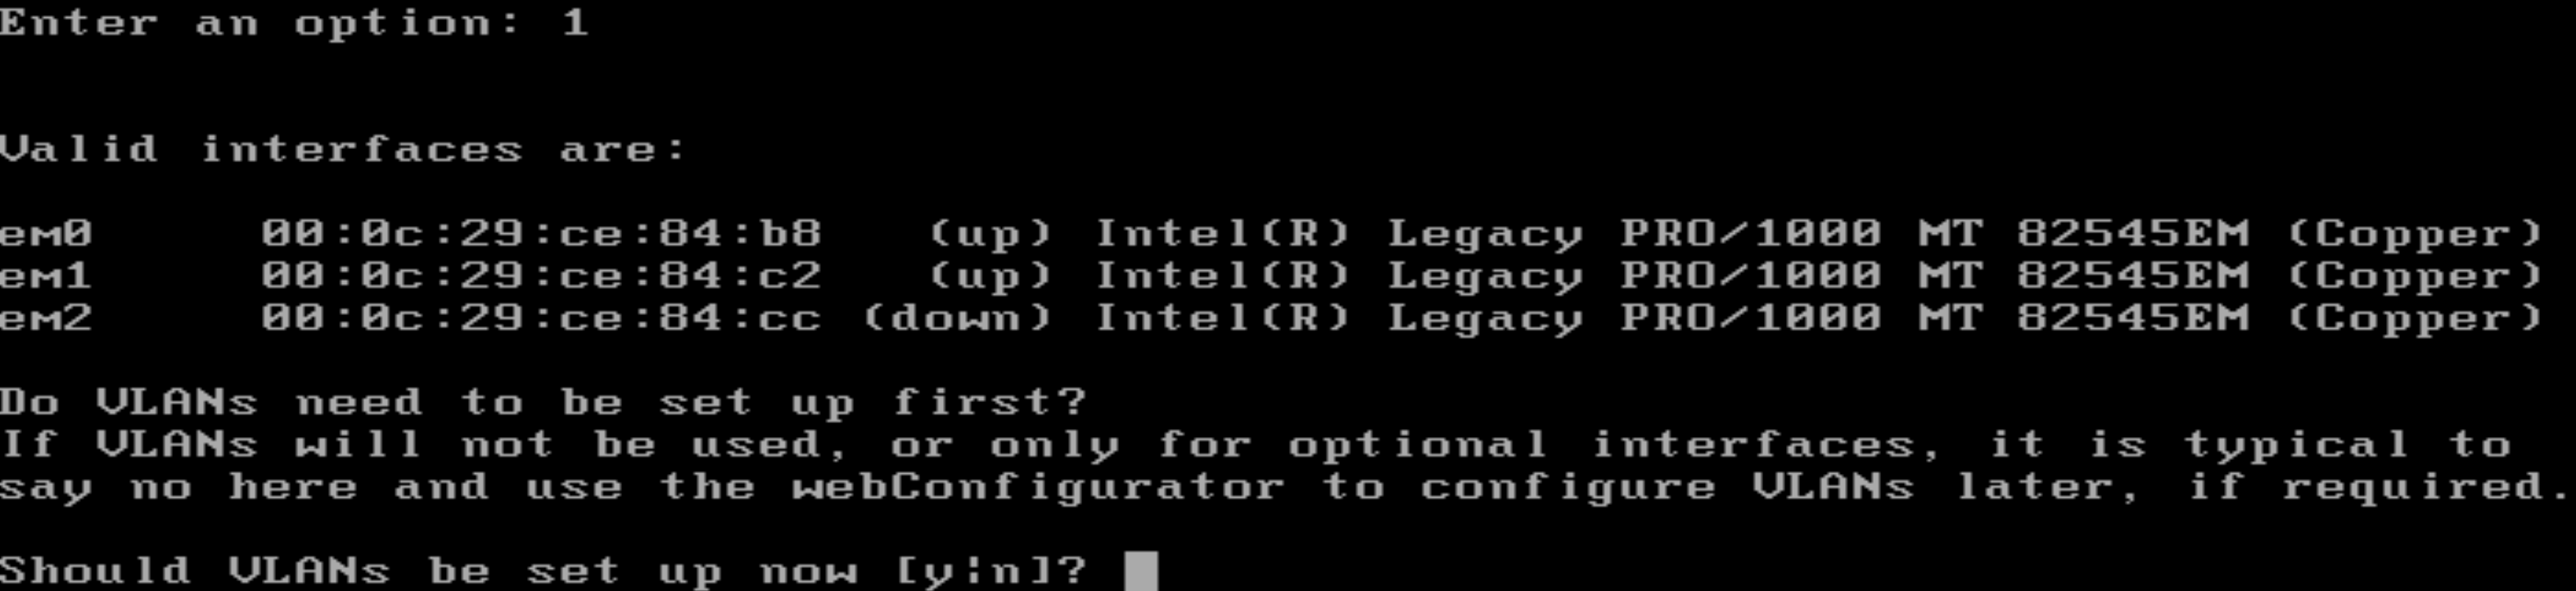 Enter an option: 1
Valid interfaces are:
em0     00:0c:29:ce:84:b8   (up) Intel(R) Legacy PRO/1000 MT 82545EM (Copper)
em1     00:0c:29:ce:84:c2   (up) Intel(R) Legacy PRO/1000 MT 82545EM (Copper)
em2     00:0c:29:ce:84:cc (down) Intel(R) Legacy PRO/1000 MT 82545EM (Copper)
Do VLANs need to be set up first?
If VLANs will not be used, or only for optional interfaces, it is typical to
say no here and use the webConfigurator to configure VLANs later, if required.
Should VLANs be set up now [y|n]?